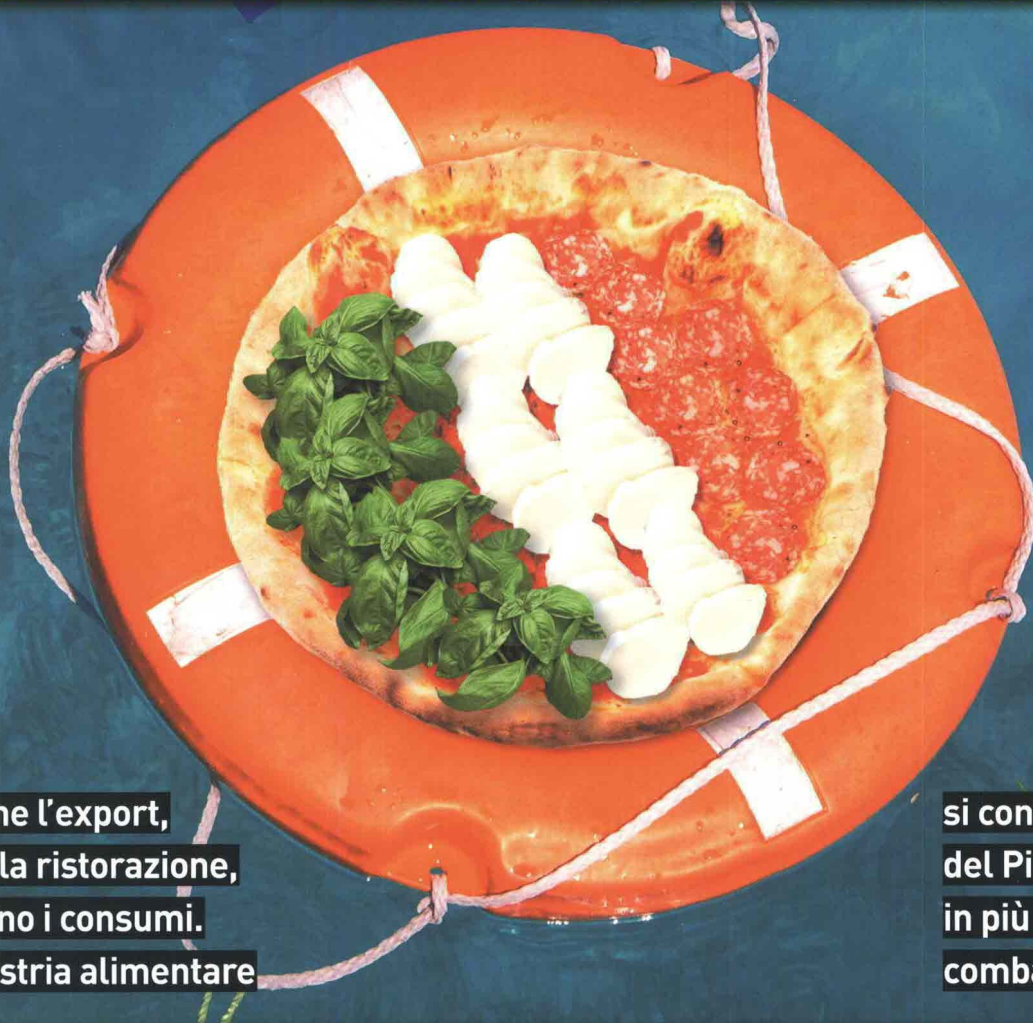 ne l'export,
la ristorazione,
no i consumi.
stria alimentare
si con
del Pi
in più
comba